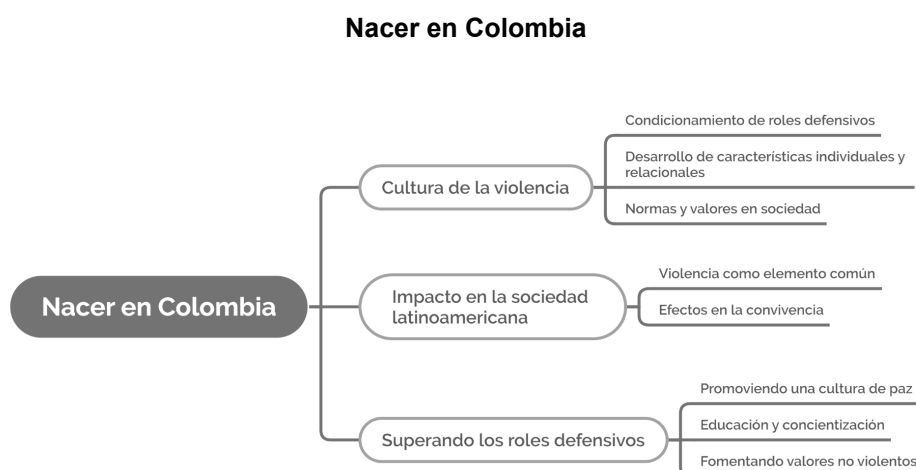 Nacer en Colombia
Condicionamiento de roles defensivos
Desarrollo de características individuales y
relacionales
Cultura de la violencia
Normas y valores en sociedad
Violencia como elemento común
Nacer en Colombia
Impacto en la sociedad
latinoamericana
Efectos en la convivencia
Promoviendo una cultura de paz
Educación y concientización
Superando los roles defensivos
Fomentando valores no violentos